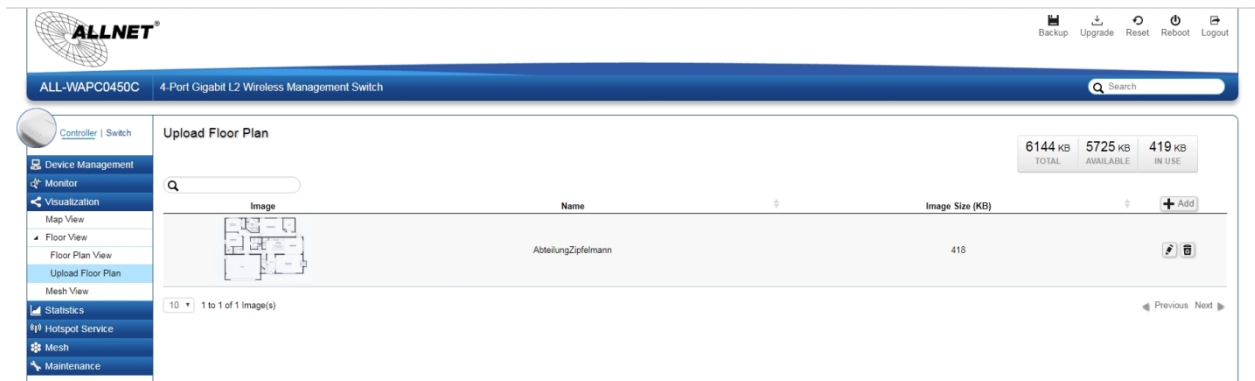 ALLNET®
Backup Upgrade Reset Reboot Logout
ALL-WAPC0450C 4-Port Gigabit L2 Wireless Management Switch
Search
Controller | Switch
Upload Floor Plan
6144 KB 5725 KB 419 KB
TOTAL AVAILABLE IN USE
Device Management
Monitor
Visualization
Map View
Floor View
Floor Plan View
Upload Floor Plan
Mesh View
Statistics
Hotspot Service
Mesh
Maintenance
Image Name Image Size (KB) Add
AbteilungZipfelmann 418
10 1 to 1 of 1 Image(s)
Previous Next